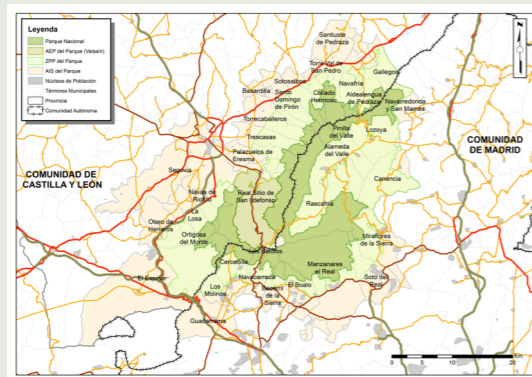 Leyenda
Parque Nacional
AEP del Parque (Valsaín)
ZPP del Parque
AIS del Parque
Núcleos de Población
Términos Municipales
Provincia
Comunidad Autónoma
N
Santiuste
de Pedraza
Torre Val de
San Pedro
Gallegos
Sotosalbos
Navafría
Basardilla
Santo
Domingo
de Pirón
Collado
Hermoso
Aldealengua
de Pedraza
Navarredonda
y San Mamés
Torrecaballeros
Pinilla
del Valle
Lozoya
Trescasas
COMUNIDAD
DE MADRID
Palazuelos de
Eresma
Alameda
del Valle
Segovia
COMUNIDAD DE
CASTILLA Y LEÓN
Canencia
Navas de
Riofrío
Real Sitio de
San Ildefonso
Rascafría
La
Losa
Otero de
Herreros
Ortigosa
del Monte
Miraflores
de la Sierra
Cercedilla
Manzanares
el Real
Navacerrada
Soto del
Real
El Espinar
Los
Molinos
de la
Sierra
El Boalo
Guadarrama
0
5
10
20
Km